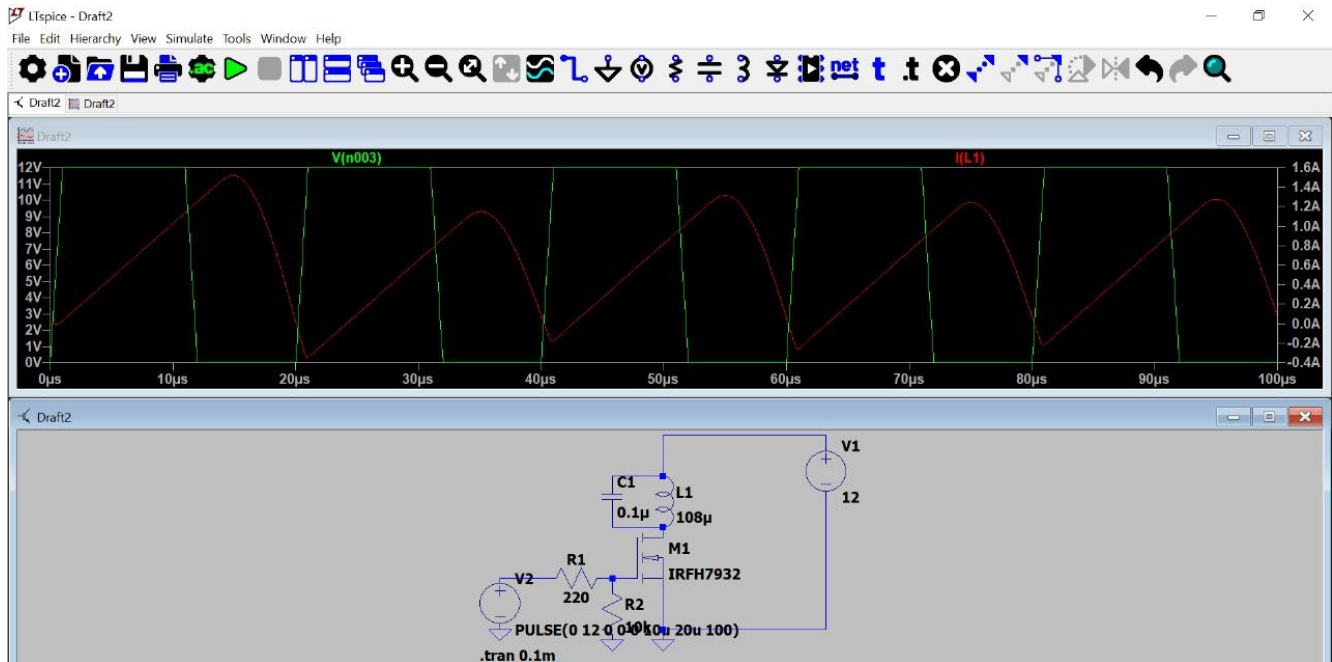 LTspice - Draft2
File Edit Hierarchy View Simulate Tools Window Help
.ac net t .t
Draft2 Draft2
Draft2
V(n003) I(L1)
12V 1.6A
11V 1.4A
10V 1.2A
9V 1.0A
8V 0.8A
7V 0.6A
6V 0.4A
5V 0.2A
4V 0.0A
3V -0.2A
2V -0.4A
1V
0V
0µs 10µs 20µs 30µs 40µs 50µs 60µs 70µs 80µs 90µs 100µs
Draft2
V1
12
C1
0.1µ
L1
108µ
M1
IRFH7932
R1
220
V2
R2
10k
PULSE(0 12 0 0 0 10u 20u 100)
.tran 0.1m